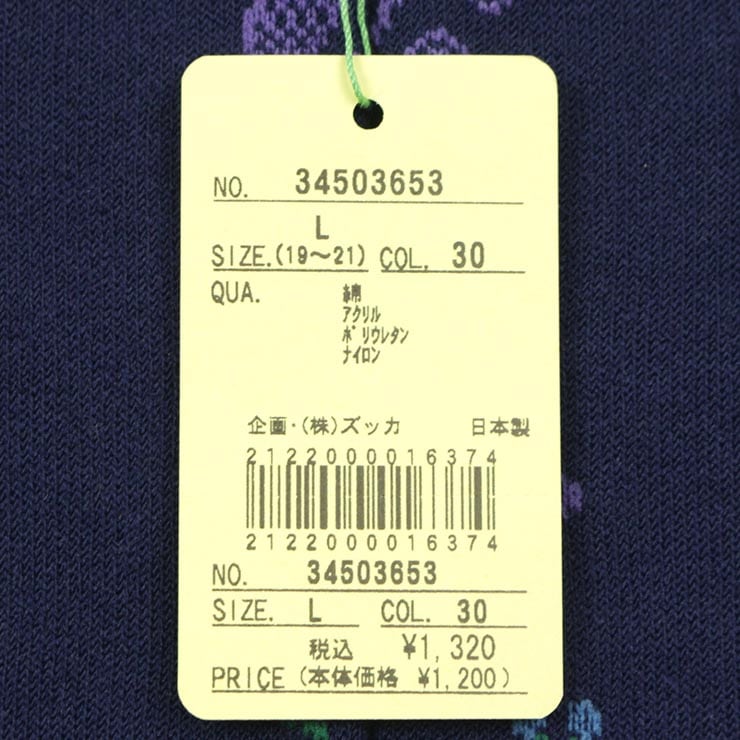 NO. 34503653
L
SIZE.(19～21) COL. 30
QUA. 綿
アクリル
ポリウレタン
ナイロン
企画・(株)ズッカ 日本製
2122000016374
2122000016374
NO. 34503653
SIZE. L COL. 30
税込 ¥1,320
PRICE (本体価格 ¥1,200)